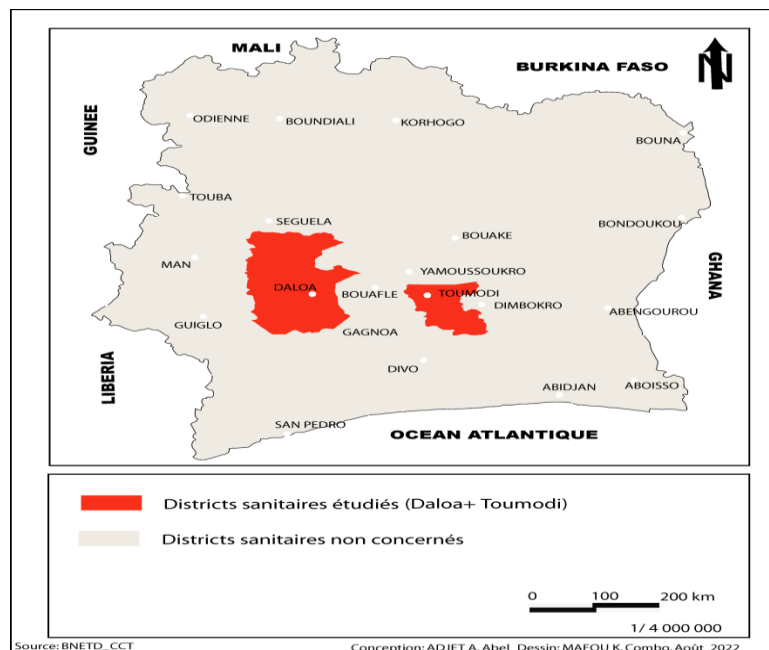 MALI
BURKINA FASO
N
GUINEE
ODIENNE
BOUNDIALI
KORHOGO
BOUNA
TOUBA
SEGUELA
BONDOUKOU
BOUAKE
MAN
YAMOUSSOUKRO
GHANA
DALOA
BOUAFLE
TOUMODI
DIMBOKRO
ABENGOUROU
GUIGLO
GAGNOA
LIBERIA
DIVO
ABIDJAN
ABOISSO
SAN PEDRO
OCEAN ATLANTIQUE
Districts sanitaires étudiés (Daloa+ Toumodi)
Districts sanitaires non concernés
0 100 200 km
1/ 4 000 000
Source: BNETD_CCT
Conception: ADJET A. Abel Dessin: MAFOU K. Combo, Août 2022